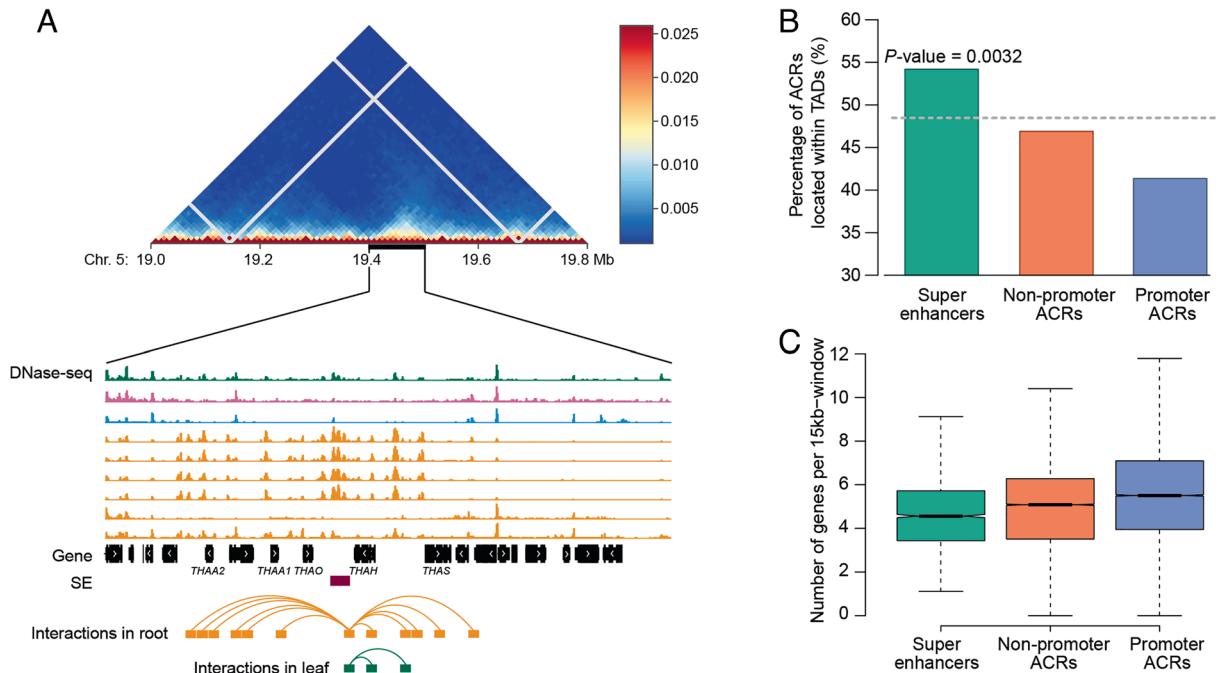 A
0.025
0.020
0.015
0.010
0.005
Chr. 5: 19.0 19.2 19.4 19.6 19.8 Mb
DNase-seq
Gene
THAA2 THAA1 THAO THAH THAS
SE
Interactions in root
Interactions in leaf
B
Percentage of ACRs
located within TADs (%)
60
55
50
45
40
35
30
P-value = 0.0032
Super
enhancers
Non-promoter
ACRs
Promoter
ACRs
C
Number of genes per 15kb-window
12
10
8
6
4
2
0
Super
enhancers
Non-promoter
ACRs
Promoter
ACRs